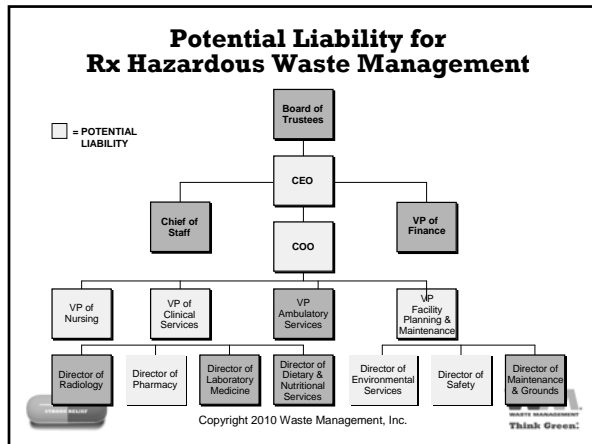 Potential Liability for
Rx Hazardous Waste Management
= POTENTIAL
LIABILITY
Board of
Trustees
CEO
Chief of
Staff
VP of
Finance
COO
VP of
Nursing
VP of
Clinical
Services
VP
Ambulatory
Services
VP
Facility
Planning &
Maintenance
Director of
Radiology
Director of
Pharmacy
Director of
Laboratory
Medicine
Director of
Dietary &
Nutritional
Services
Director of
Environmental
Services
Director of
Safety
Director of
Maintenance
& Grounds
Copyright 2010 Waste Management, Inc.
WASTE MANAGEMENT
Think Green.